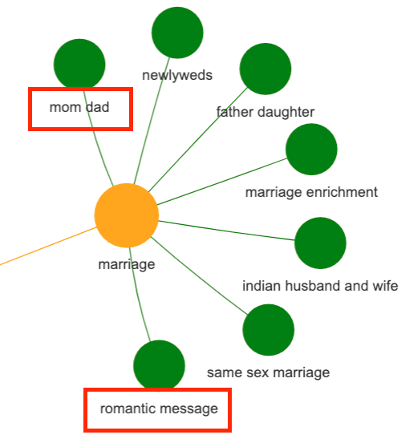 newlyweds
mom dad
father daughter
marriage enrichment
marriage
indian husband and wife
same sex marriage
romantic message